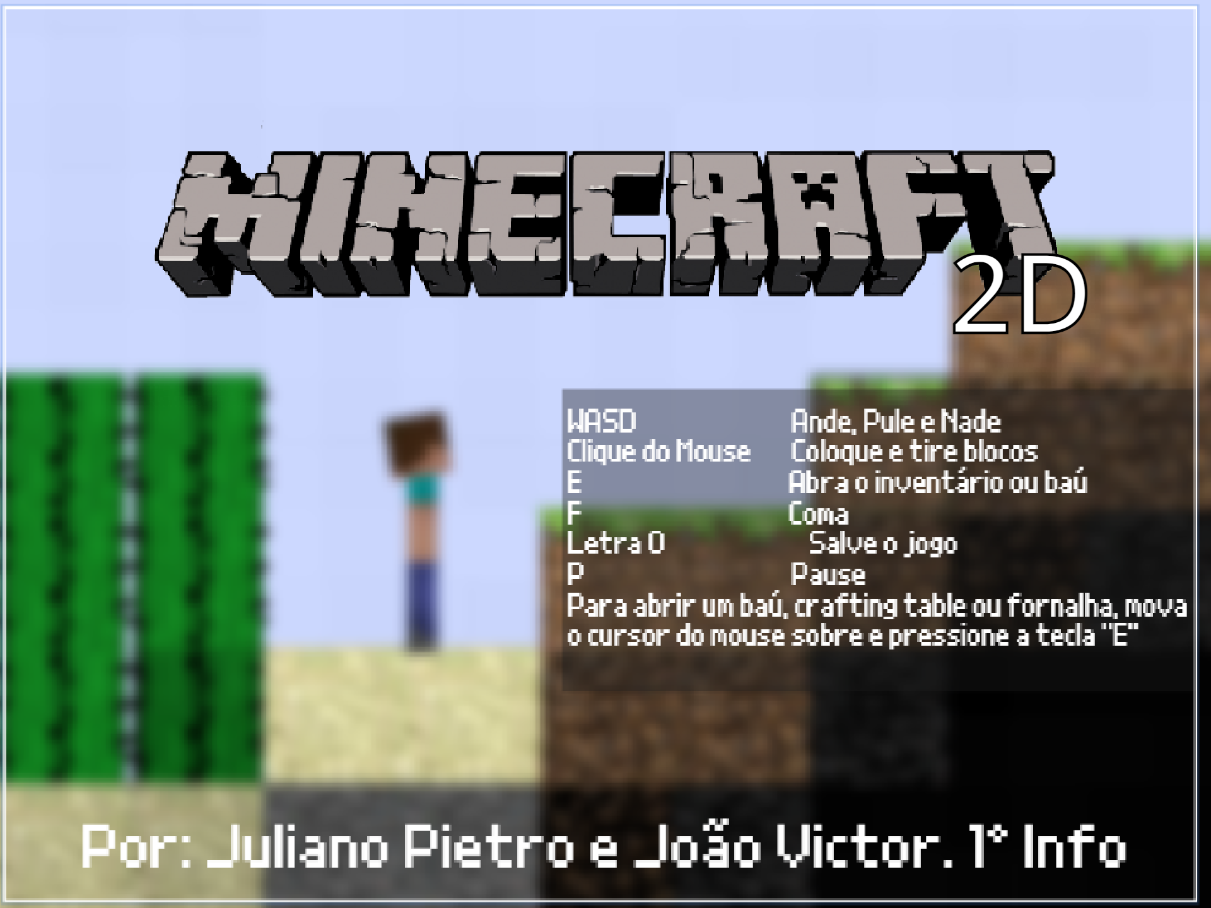 MINECRAFT
2D
WASD Ande, Pule e Nade
Clique do Mouse Coloque e tire blocos
E Abra o inventário ou baú
F Coma
Letra O Salve o jogo
P Pause
Para abrir um baú, crafting table ou fornalha, mova
o cursor do mouse sobre e pressione a tecla "E"
Por: Juliano Pietro e João Victor. 1° Info